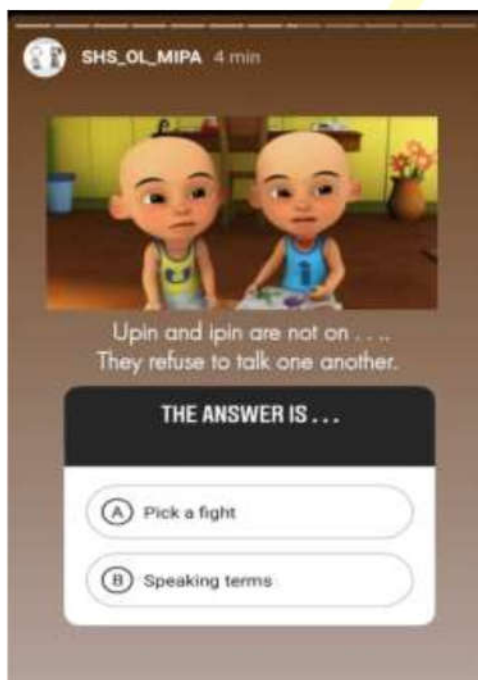 SHS_OL_MIPA 4 min
Upin and ipin are not on . . ..
They refuse to talk one another.
THE ANSWER IS . . .
A Pick a fight
B Speaking terms